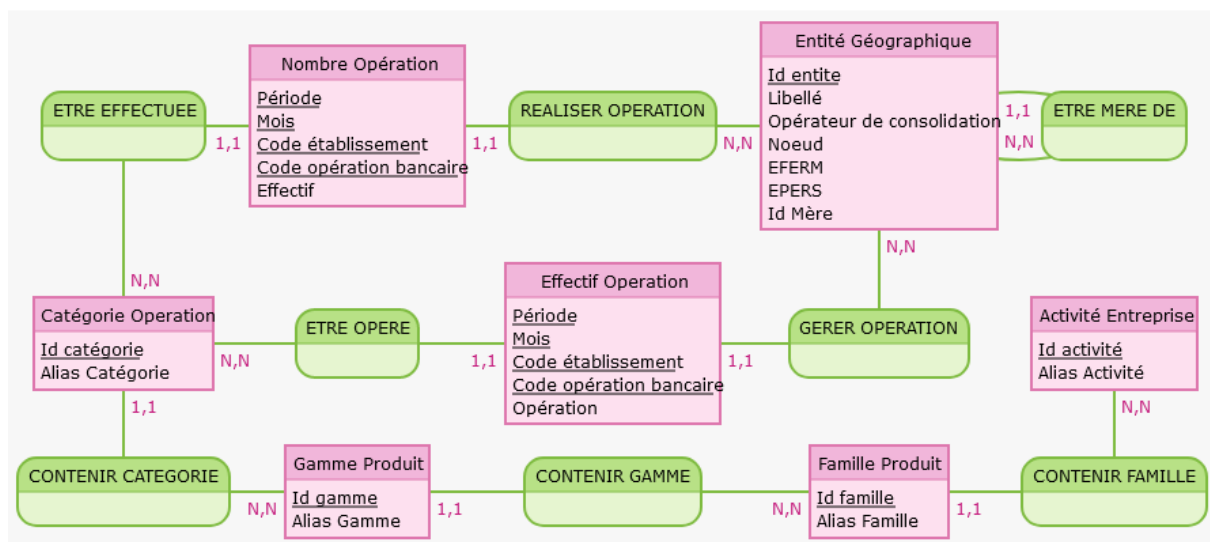 Nombre Opération
Période
Mois
Code établissement
Code opération bancaire
Effectif
ETRE EFFECTUEE
1,1
N,N
REALISER OPERATION
1,1
N,N
Entité Géographique
Id entite
Libellé
Opérateur de consolidation
Noeud
EFERM
EPERS
Id Mère
1,1
N,N
ETRE MERE DE
N,N
Catégorie Operation
Id catégorie
Alias Catégorie
N,N
1,1
ETRE OPERE
1,1
Effectif Operation
Période
Mois
Code établissement
Code opération bancaire
Opération
1,1
GERER OPERATION
Activité Entreprise
Id activité
Alias Activité
N,N
CONTENIR CATEGORIE
N,N
Gamme Produit
Id gamme
Alias Gamme
1,1
CONTENIR GAMME
N,N
Famille Produit
Id famille
Alias Famille
1,1
CONTENIR FAMILLE